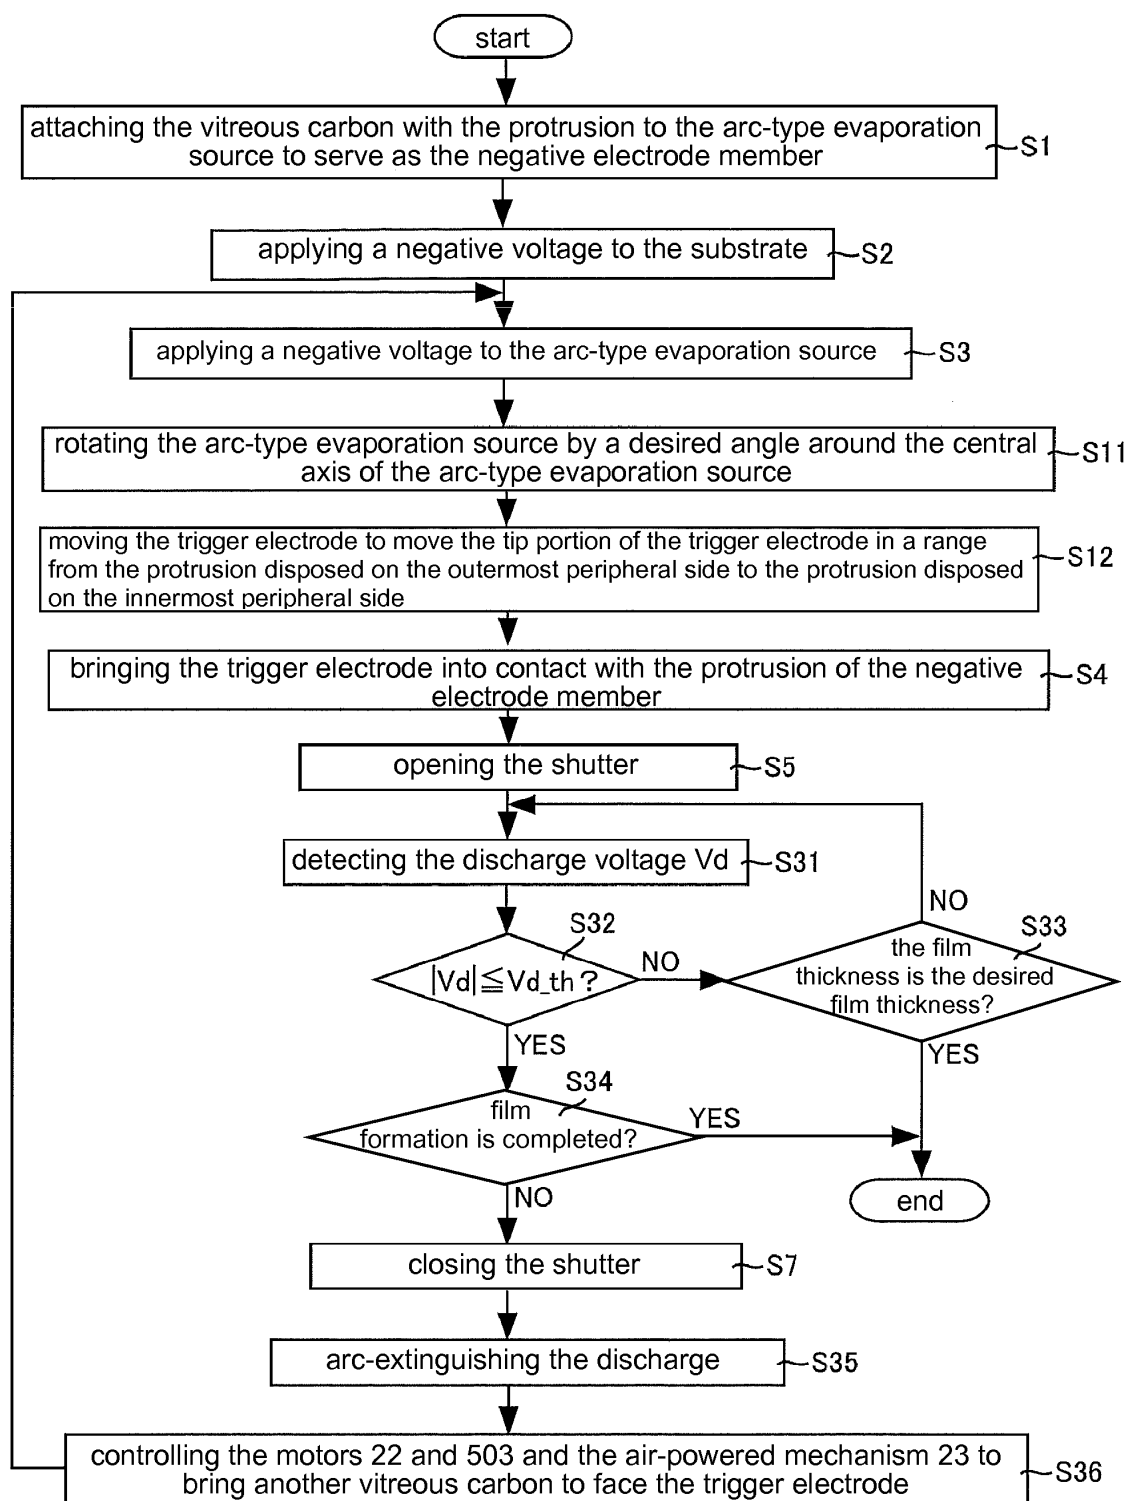 start
attaching the vitreous carbon with the protrusion to the arc-type evaporation
source to serve as the negative electrode member
S1
applying a negative voltage to the substrate
S2
applying a negative voltage to the arc-type evaporation source
S3
rotating the arc-type evaporation source by a desired angle around the central
axis of the arc-type evaporation source
S11
moving the trigger electrode to move the tip portion of the trigger electrode in a range
from the protrusion disposed on the outermost peripheral side to the protrusion disposed
on the innermost peripheral side
S12
bringing the trigger electrode into contact with the protrusion of the negative
electrode member
S4
opening the shutter
S5
detecting the discharge voltage Vd
S31
S32
|Vd|≦Vd_th?
NO
NO
S33
the film
thickness is the desired
film thickness?
YES
YES
S34
film
formation is completed?
YES
NO
end
closing the shutter
S7
arc-extinguishing the discharge
S35
controlling the motors 22 and 503 and the air-powered mechanism 23 to
bring another vitreous carbon to face the trigger electrode
S36